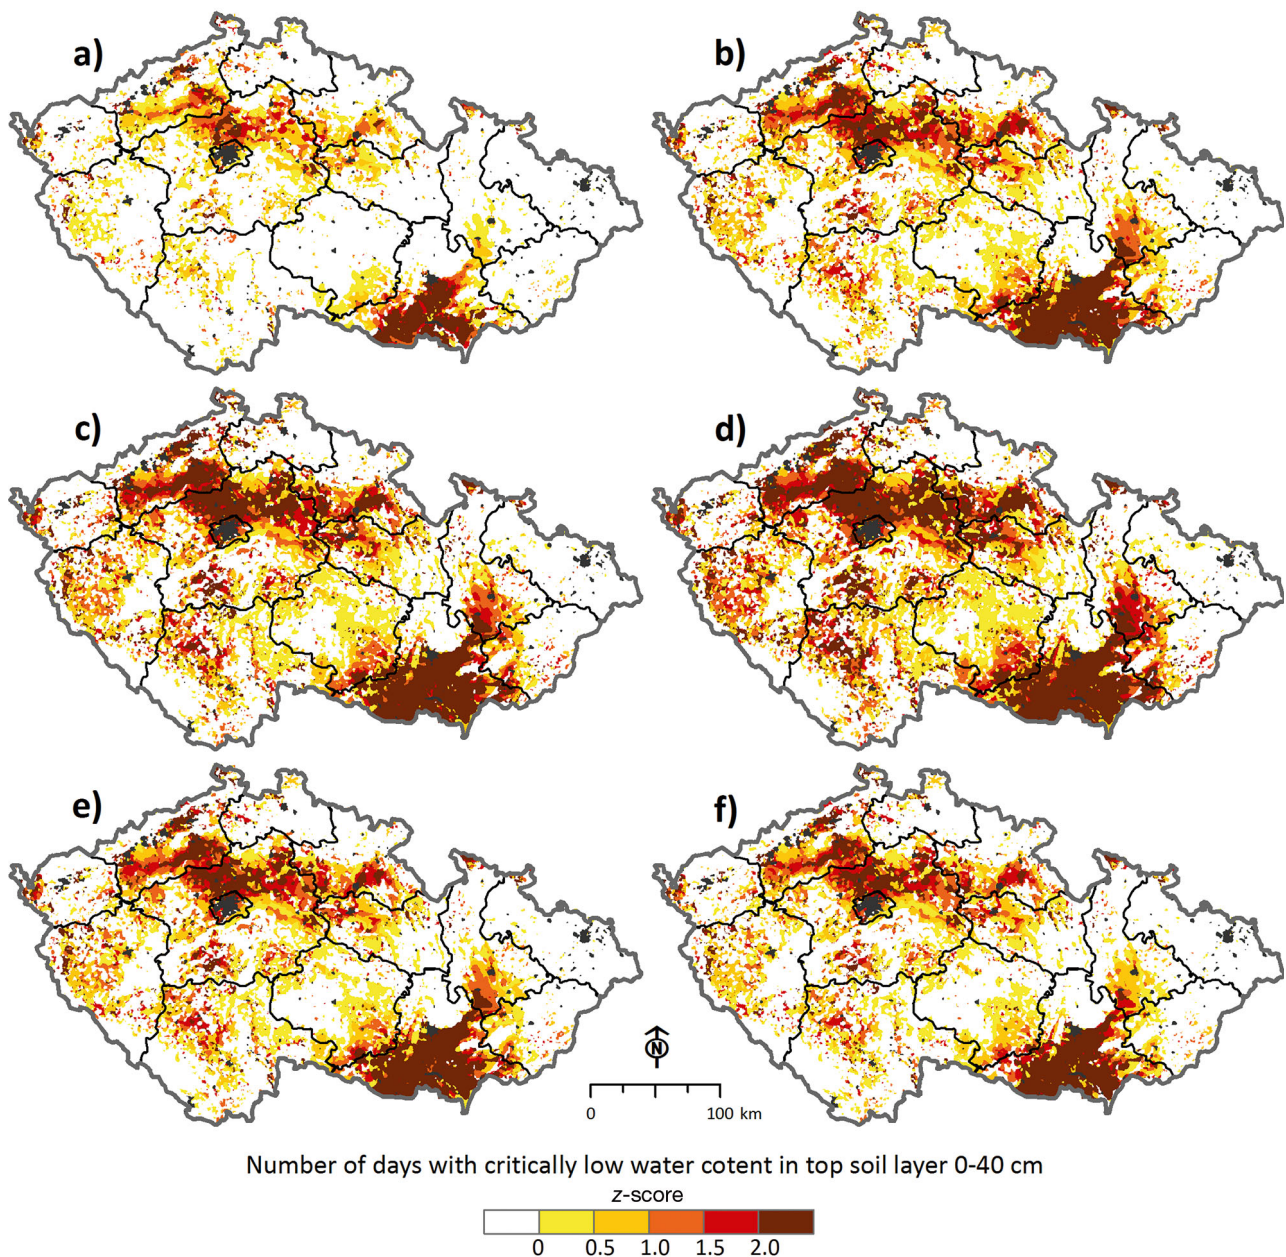 a)
b)
c)
d)
e)
f)
N
0 100 km
Number of days with critically low water cotent in top soil layer 0-40 cm
z-score
0 0.5 1.0 1.5 2.0